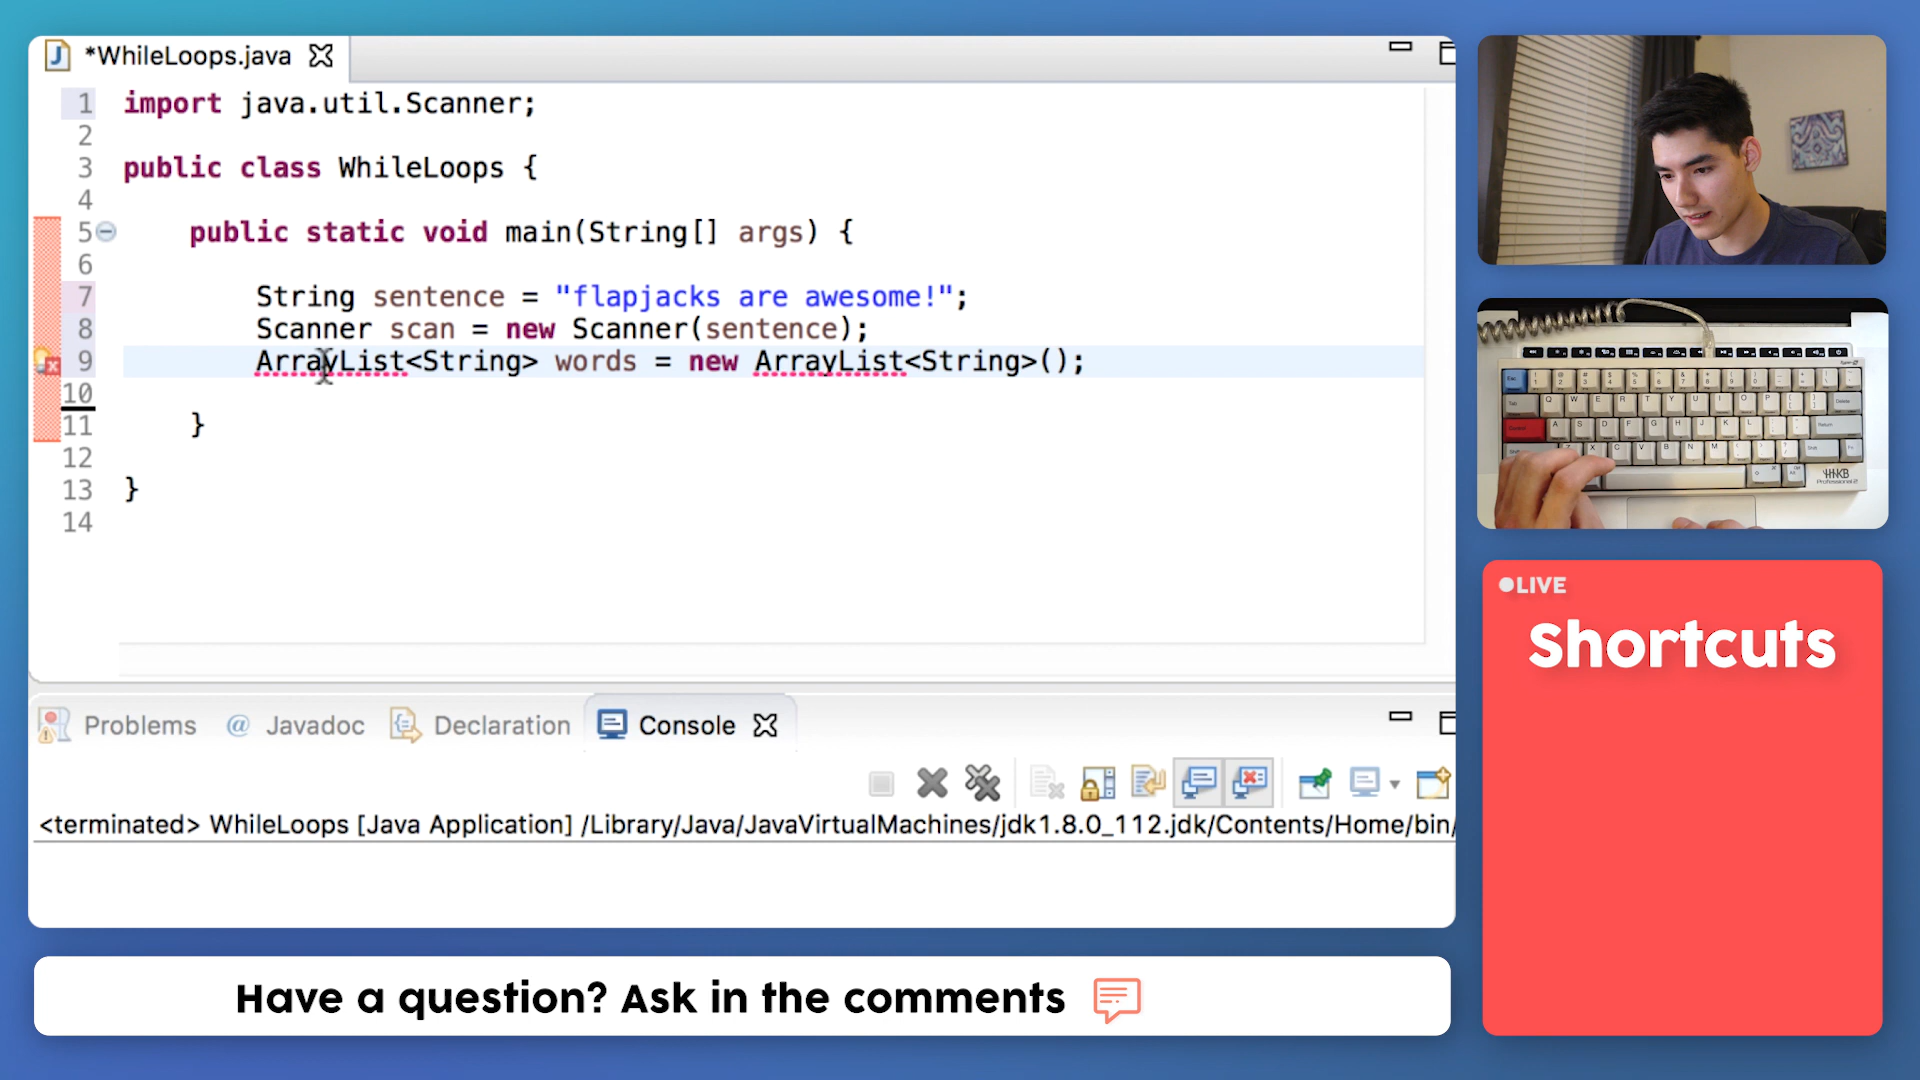 *WhileLoops.java
1 import java.util.Scanner;
2
3 public class WhileLoops {
4
5 public static void main(String[] args) {
6
7 String sentence = "flapjacks are awesome!";
8 Scanner scan = new Scanner(sentence);
9 ArrayList<String> words = new ArrayList<String>();
10
11 }
12
13 }
14
Problems @ Javadoc Declaration Console
<terminated> WhileLoops [Java Application] /Library/Java/JavaVirtualMachines/jdk1.8.0_112.jdk/Contents/Home/bin/
Have a question? Ask in the comments
HHKB
Professional 2
LIVE
Shortcuts